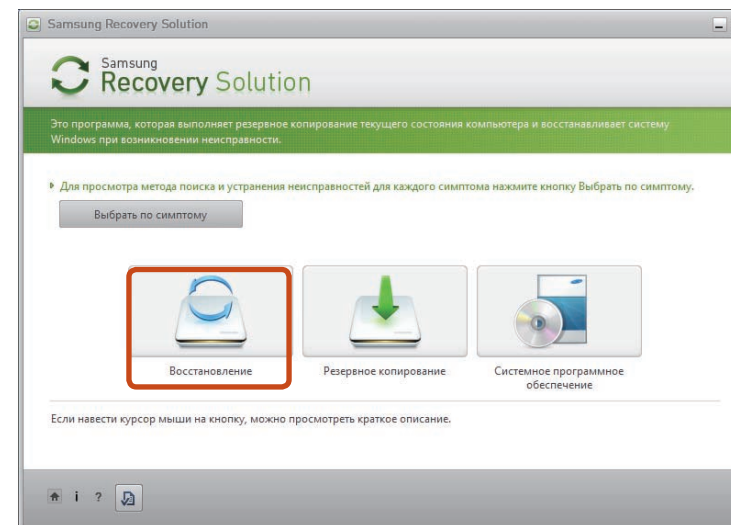 Samsung Recovery Solution
Samsung
Recovery Solution
Это программа, которая выполняет резервное копирование текущего состояния компьютера и восстанавливает систему
Windows при возникновении неисправности.
Для просмотра метода поиска и устранения неисправностей для каждого симптома нажмите кнопку Выбрать по симптому.
Выбрать по симптому
Восстановление
Резервное копирование
Системное программное
обеспечение
Если навести курсор мыши на кнопку, можно просмотреть краткое описание.
i ?